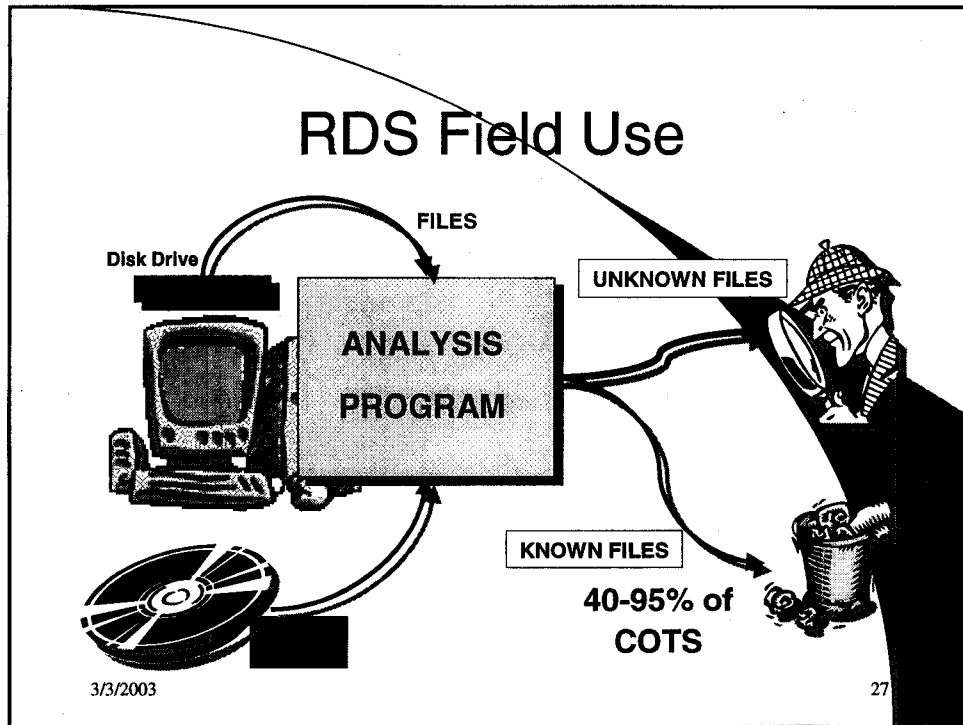 RDS Field Use
FILES
Disk Drive
UNKNOWN FILES
ANALYSIS
PROGRAM
KNOWN FILES
40-95% of
COTS
3/3/2003
27